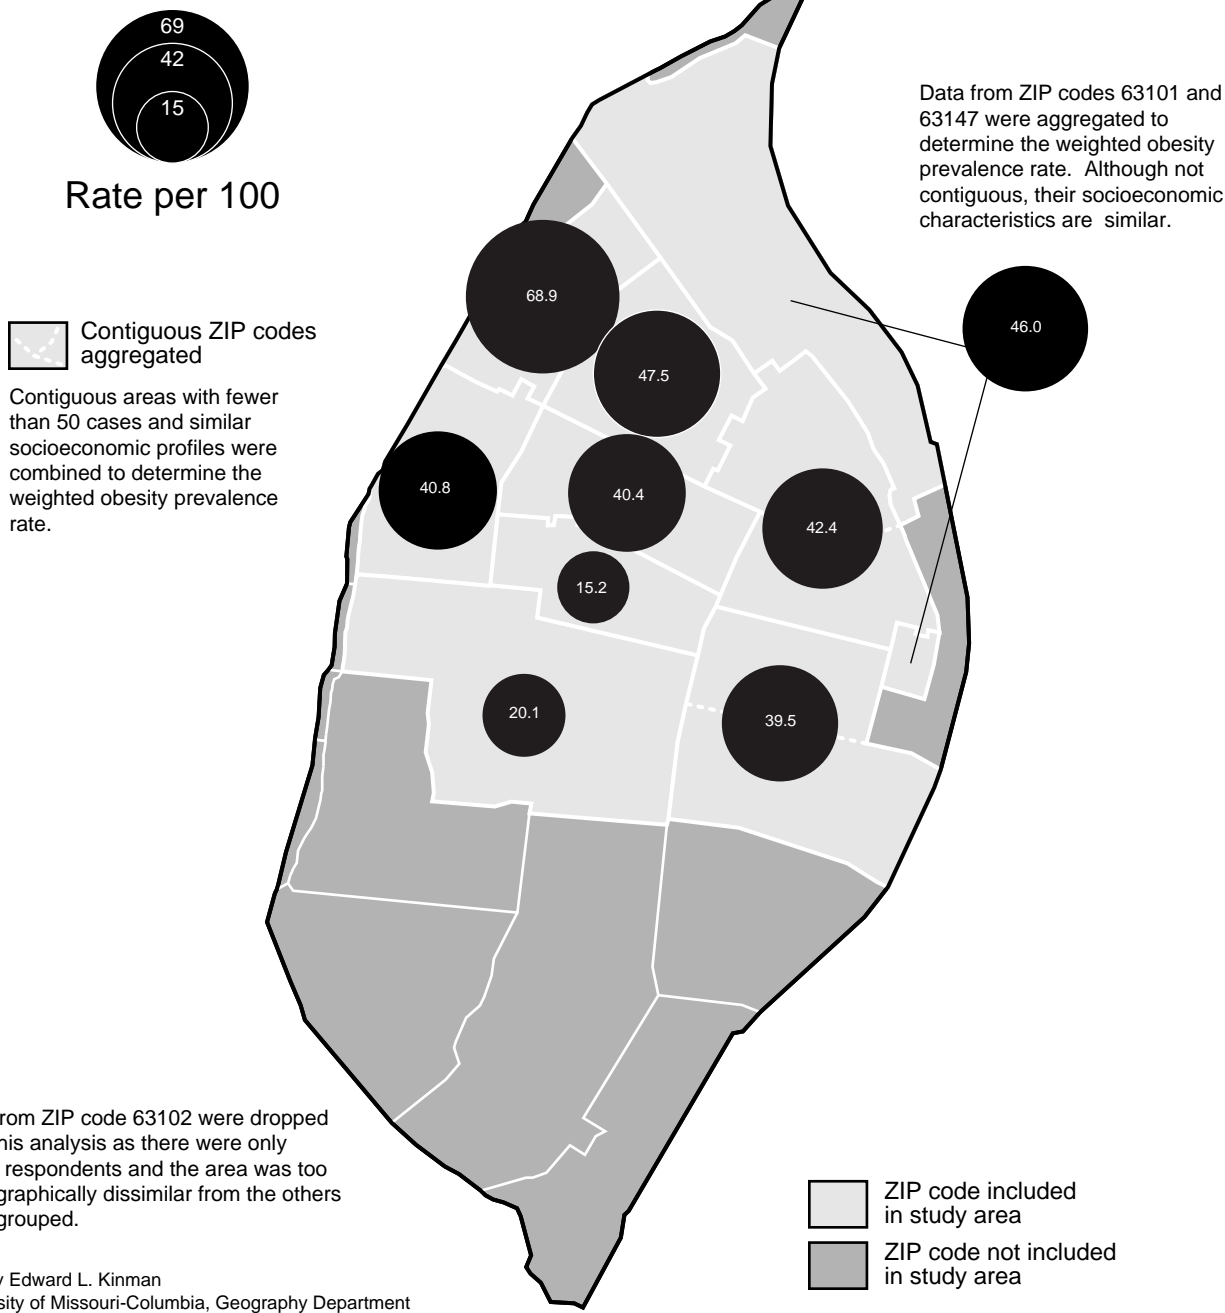 69
42
15
Rate per 100
Data from ZIP codes 63101 and
63147 were aggregated to
determine the weighted obesity
prevalence rate.  Although not
contiguous, their socioeconomic
characteristics are  similar.
Contiguous ZIP codes
aggregated
Contiguous areas with fewer
than 50 cases and similar
socioeconomic profiles were
combined to determine the
weighted obesity prevalence
rate.
68.9
47.5
46.0
40.8
40.4
42.4
15.2
20.1
39.5
from ZIP code 63102 were dropped
analysis as there were only
respondents and the area was too
dissimilar from the others
grouped.
Edward L. Kinman
of Missouri-Columbia, Geography Department
ZIP code included
in study area
ZIP code not included
in study area